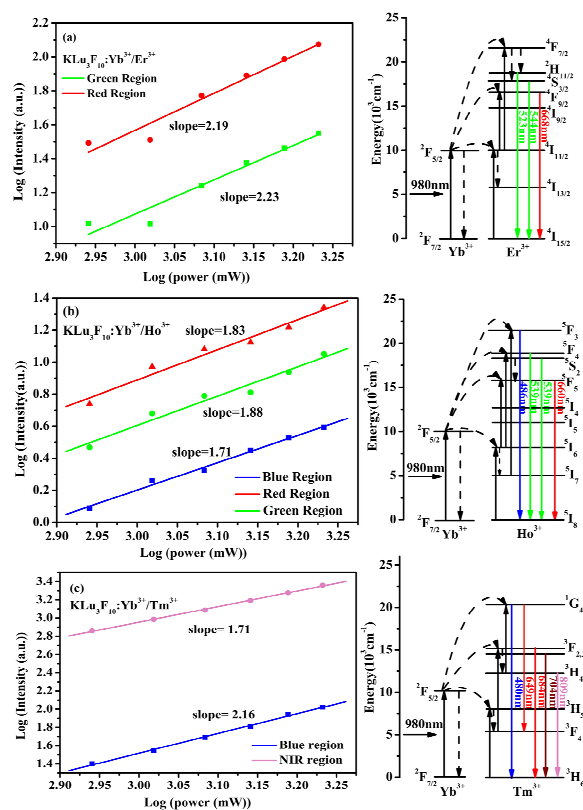 (a)
KLu3F10:Yb3+/Er3+
Green Region
Red Region
slope=2.19
slope=2.23
Log (Intensity (a.u.))
2.2
2.0
1.8
1.6
1.4
1.2
1.0
2.90 2.95 3.00 3.05 3.10 3.15 3.20 3.25
Log (power (mW))
Energy(10³cm⁻¹)
25
20
15
10
5
0
²F5/2
980nm
²F7/2
Yb³⁺
Er³⁺
523nm
544nm
668nm
⁴F7/2
²H11/2
⁴S3/2
⁴F9/2
⁴I9/2
⁴I11/2
⁴I13/2
⁴I15/2
(b)
KLu3F10:Yb3+/Ho3+
slope=1.83
slope=1.88
slope=1.71
Blue Region
Red Region
Green Region
Log (Intensity(a.u.))
1.4
1.2
1.0
0.8
0.6
0.4
0.2
0.0
2.90 2.95 3.00 3.05 3.10 3.15 3.20 3.25
Log (power (mW))
Energy(10³cm⁻¹)
25
20
15
10
5
0
²F5/2
980nm
²F7/2
Yb³⁺
Ho³⁺
486nm
539nm
539nm
660nm
⁵F3
⁵F4
⁵S2
⁵F5
⁵I4
⁵I5
⁵I6
⁵I7
⁵I8
(c)
KLu3F10:Yb3+/Tm3+
slope= 1.71
slope= 2.16
Blue region
NIR region
Log (Intensity (a.u.))
3.4
3.2
3.0
2.8
2.6
2.4
2.2
2.0
1.8
1.6
1.4
2.90 2.95 3.00 3.05 3.10 3.15 3.20 3.25
Log (power (mW))
Energy(10³cm⁻¹)
25
20
15
10
5
0
²F5/2
980nm
²F7/2
Yb³⁺
Tm³⁺
480nm
649nm
684nm
704nm
809nm
¹G4
³F2,
³H4
³H
³F4
³H6